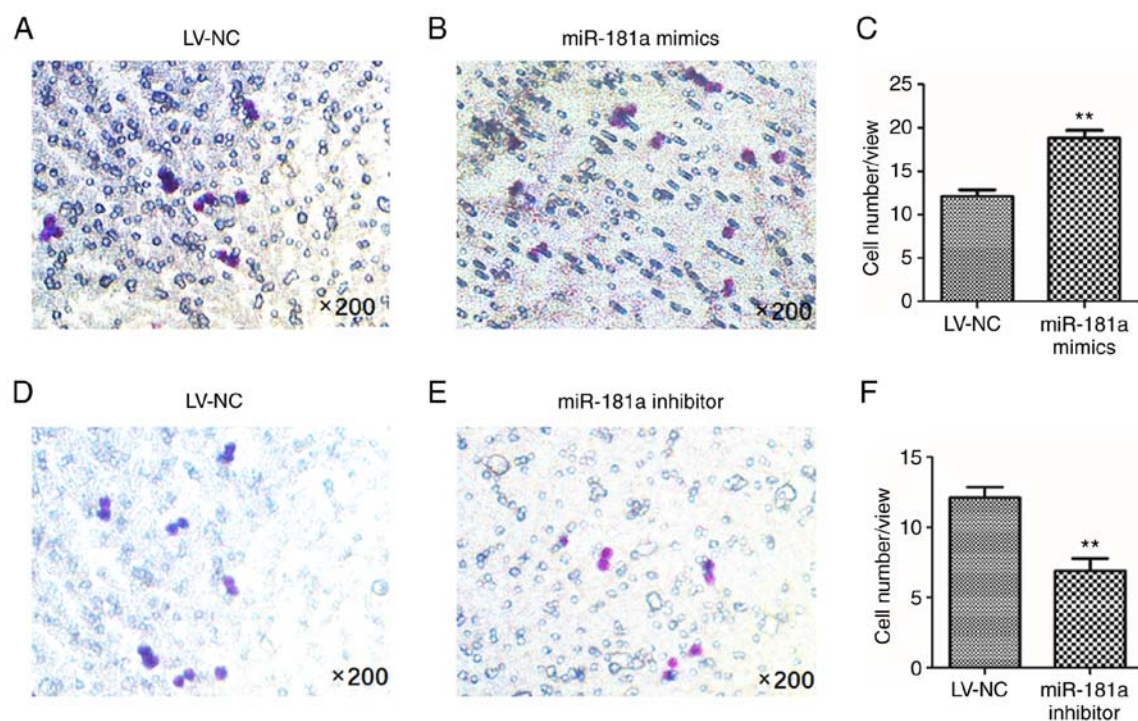 A
LV-NC
×200
B
miR-181a mimics
×200
C
25
20
15
10
5
0
Cell number/view
**
LV-NC
miR-181a
mimics
D
LV-NC
×200
E
miR-181a inhibitor
×200
F
15
10
5
0
Cell number/view
**
LV-NC
miR-181a
inhibitor